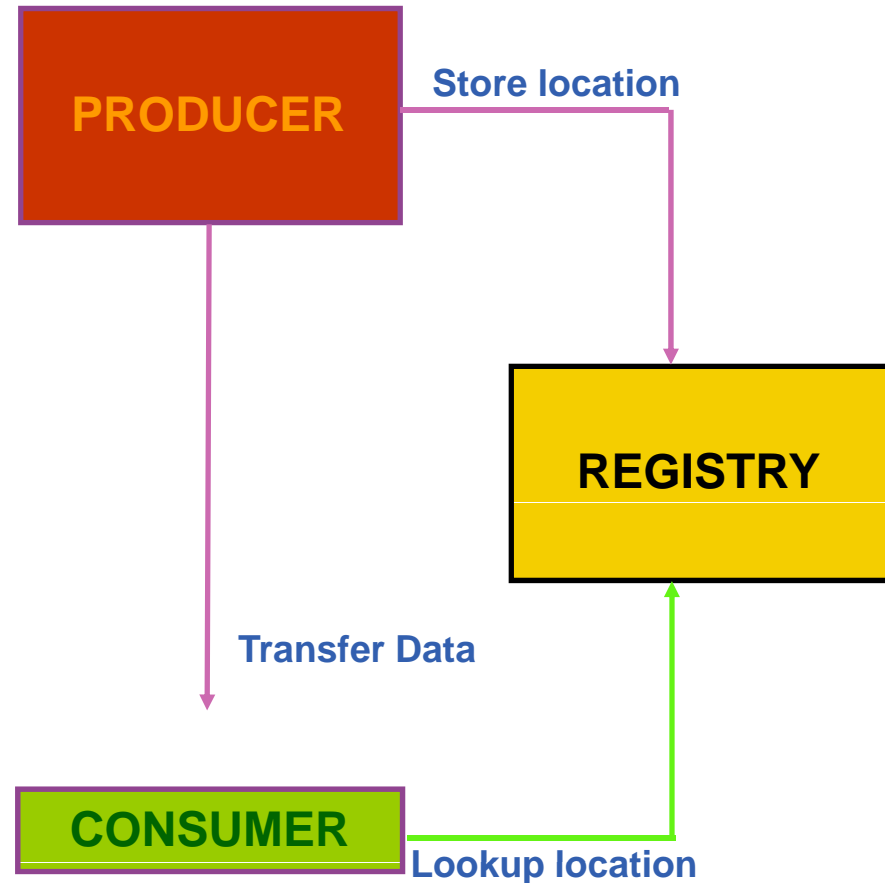 Store location
PRODUCER
REGISTRY
Transfer Data
CONSUMER
Lookup location